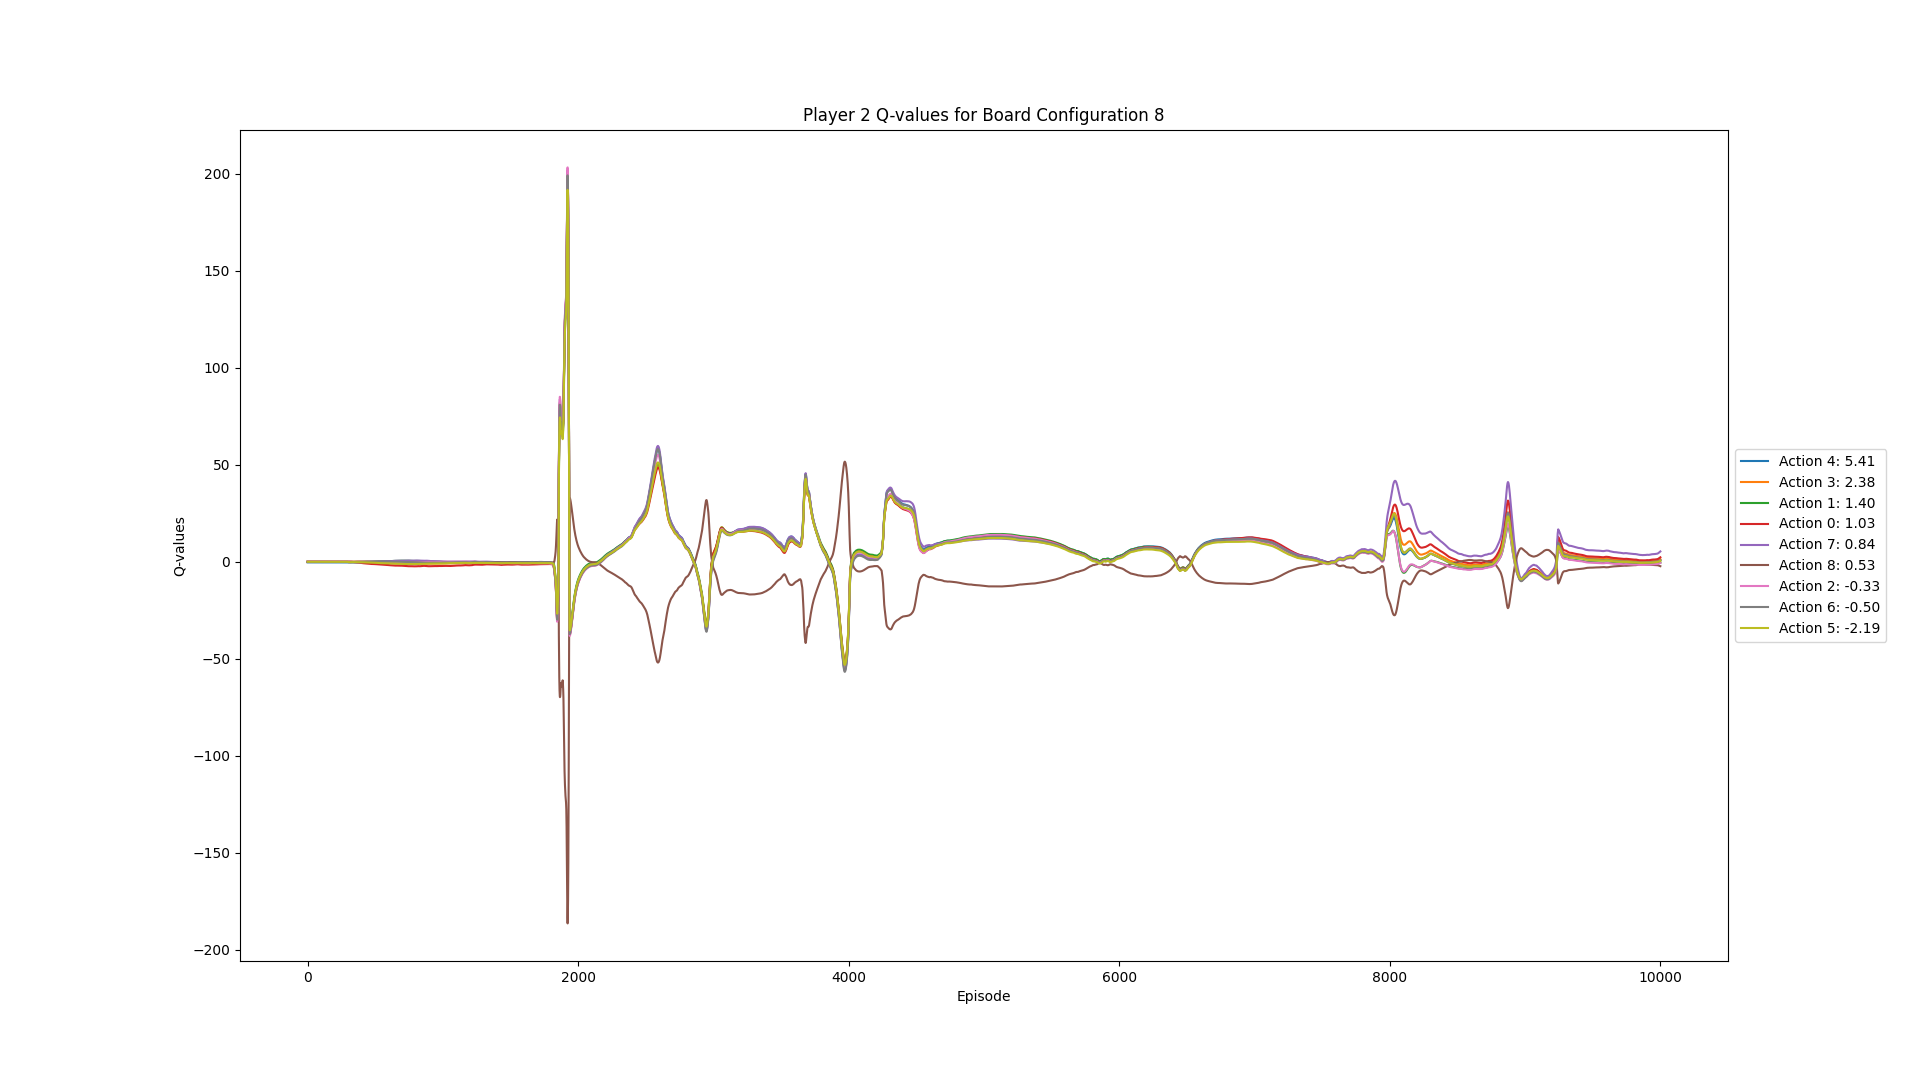 Player 2 Q-values for Board Configuration 8
200
150
100
50
0
−50
−100
−150
−200
Q-values
0
2000
4000
6000
8000
10000
Episode
Action 4: 5.41
Action 3: 2.38
Action 1: 1.40
Action 0: 1.03
Action 7: 0.84
Action 8: 0.53
Action 2: -0.33
Action 6: -0.50
Action 5: -2.19